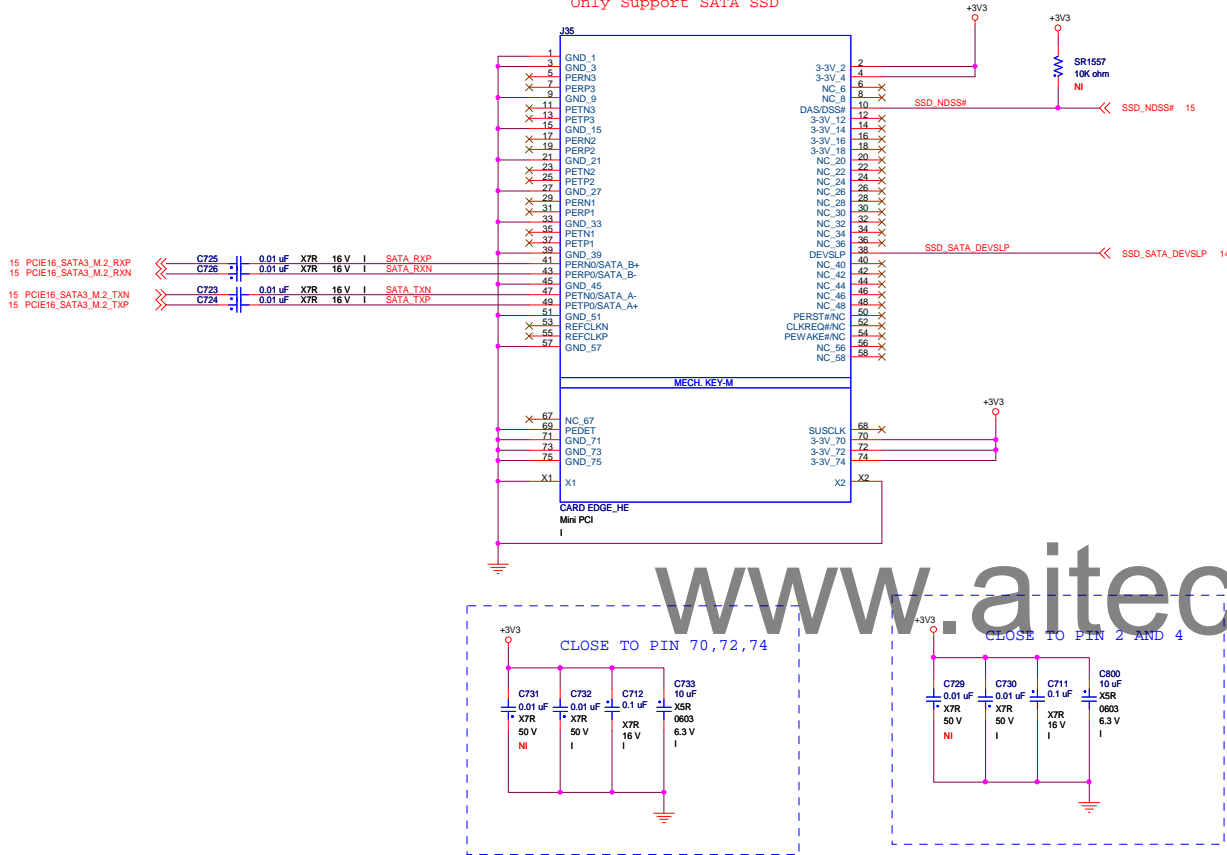 Only Support SATA SSD
J35
+3V3
+3V3
1 GND_1
3 GND_3
5 PERN3
7 PERP3
9 GND_9
11 PETN3
13 PETP3
15 GND_15
17 PERN2
19 PERP2
21 GND_21
23 PETN2
25 PETP2
27 GND_27
29 PERN1
31 PERP1
33 GND_33
35 PETN1
37 PETP1
39 GND_39
41 PERN0/SATA_B+
43 PERP0/SATA_B-
45 GND_45
47 PETN0/SATA_A-
49 PETP0/SATA_A+
51 GND_51
53 REFCLKN
55 REFCLKP
57 GND_57
3-3V_2 2
3-3V_4 4
NC_6 6
NC_8 8
DAS/DSS# 10
3-3V_12 12
3-3V_14 14
3-3V_16 16
3-3V_18 18
NC_20 20
NC_22 22
NC_24 24
NC_26 26
NC_28 28
NC_30 30
NC_32 32
NC_34 34
NC_36 36
DEVSLP 38
NC_40 40
NC_42 42
NC_44 44
NC_46 46
NC_48 48
PERST#/NC 50
CLKREQ#/NC 52
PEWAKE#/NC 54
NC_56 56
NC_58 58
SR1557
10K ohm
NI
SSD_NDSS#
SSD_NDSS# 15
SSD_SATA_DEVSLP
SSD_SATA_DEVSLP 14
15 PCIE16_SATA3_M.2_RXP C725 0.01 uF X7R 16 V I SATA_RXP
15 PCIE16_SATA3_M.2_RXN C726 0.01 uF X7R 16 V I SATA_RXN
15 PCIE16_SATA3_M.2_TXN C723 0.01 uF X7R 16 V I SATA_TXN
15 PCIE16_SATA3_M.2_TXP C724 0.01 uF X7R 16 V I SATA_TXP
MECH. KEY-M
67 NC_67
69 PEDET
71 GND_71
73 GND_73
75 GND_75
X1 X1
SUSCLK 68
3-3V_70 70
3-3V_72 72
3-3V_74 74
X2 X2
+3V3
CARD EDGE_HE
Mini PCI
I
www.aitec
+3V3
CLOSE TO PIN 70,72,74
C731
0.01 uF
X7R
50 V
NI
C732
0.01 uF
X7R
50 V
I
C712
0.1 uF
X7R
16 V
I
C733
10 uF
X5R
0603
6.3 V
I
+3V3
CLOSE TO PIN 2 AND 4
C729
0.01 uF
X7R
50 V
NI
C730
0.01 uF
X7R
50 V
I
C711
0.1 uF
X7R
16 V
I
C800
10 uF
X5R
0603
6.3 V
I